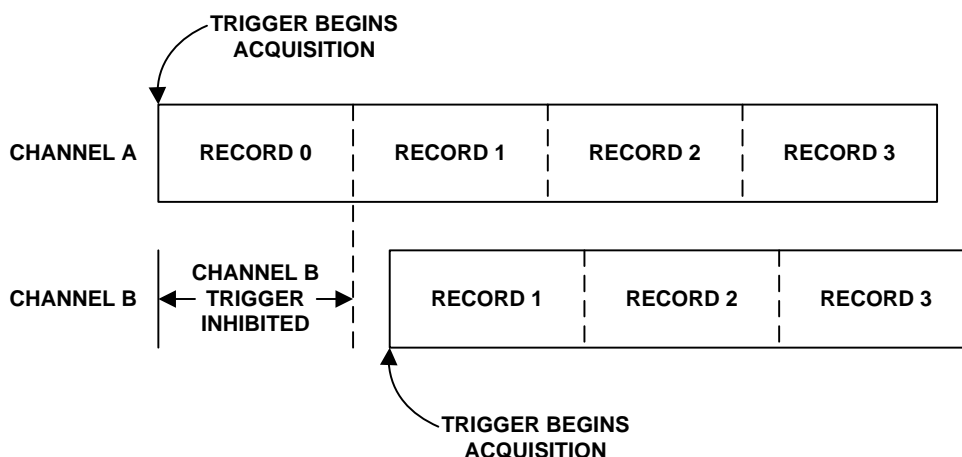 TRIGGER BEGINS
ACQUISITION
CHANNEL A
RECORD 0
RECORD 1
RECORD 2
RECORD 3
CHANNEL B
CHANNEL B
TRIGGER
INHIBITED
RECORD 1
RECORD 2
RECORD 3
TRIGGER BEGINS
ACQUISITION